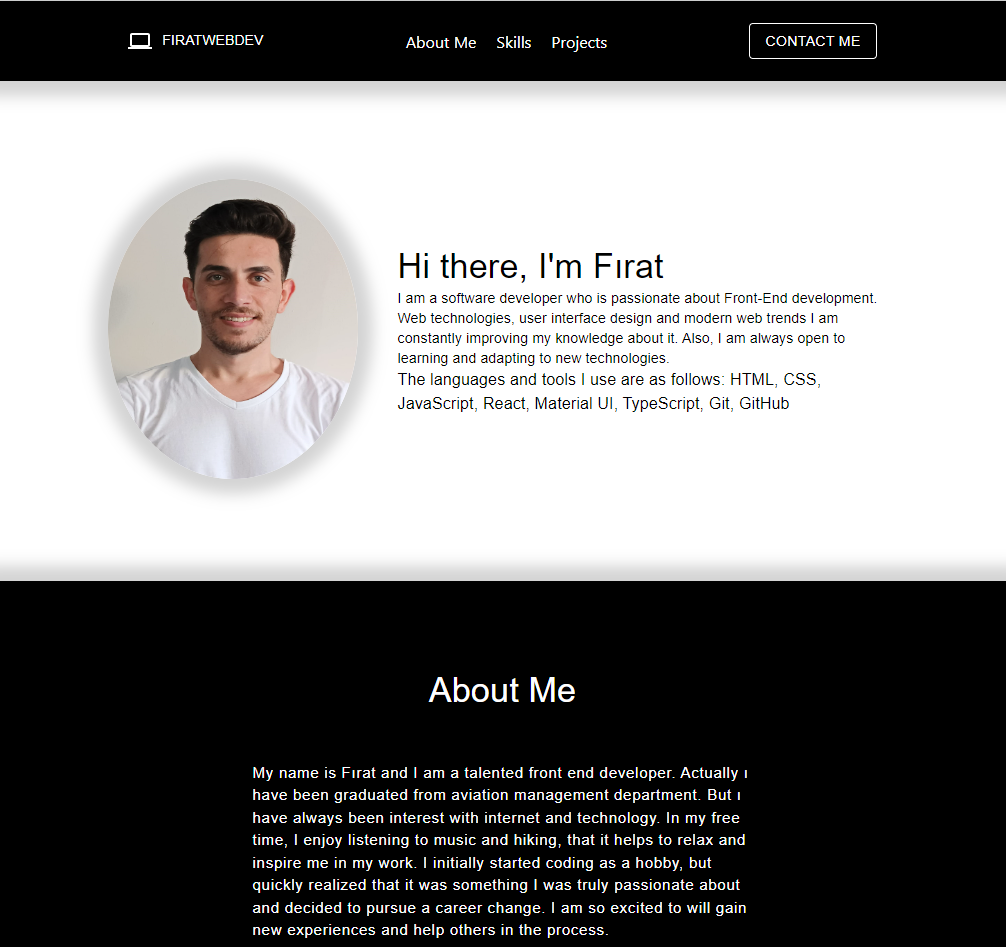 FIRATWEBDEV
About Me Skills Projects
CONTACT ME
Hi there, I'm Fırat
I am a software developer who is passionate about Front-End development.
Web technologies, user interface design and modern web trends I am
constantly improving my knowledge about it. Also, I am always open to
learning and adapting to new technologies.
The languages and tools I use are as follows: HTML, CSS,
JavaScript, React, Material UI, TypeScript, Git, GitHub
About Me
My name is Fırat and I am a talented front end developer. Actually ı
have been graduated from aviation management department. But ı
have always been interest with internet and technology. In my free
time, I enjoy listening to music and hiking, that it helps to relax and
inspire me in my work. I initially started coding as a hobby, but
quickly realized that it was something I was truly passionate about
and decided to pursue a career change. I am so excited to will gain
new experiences and help others in the process.